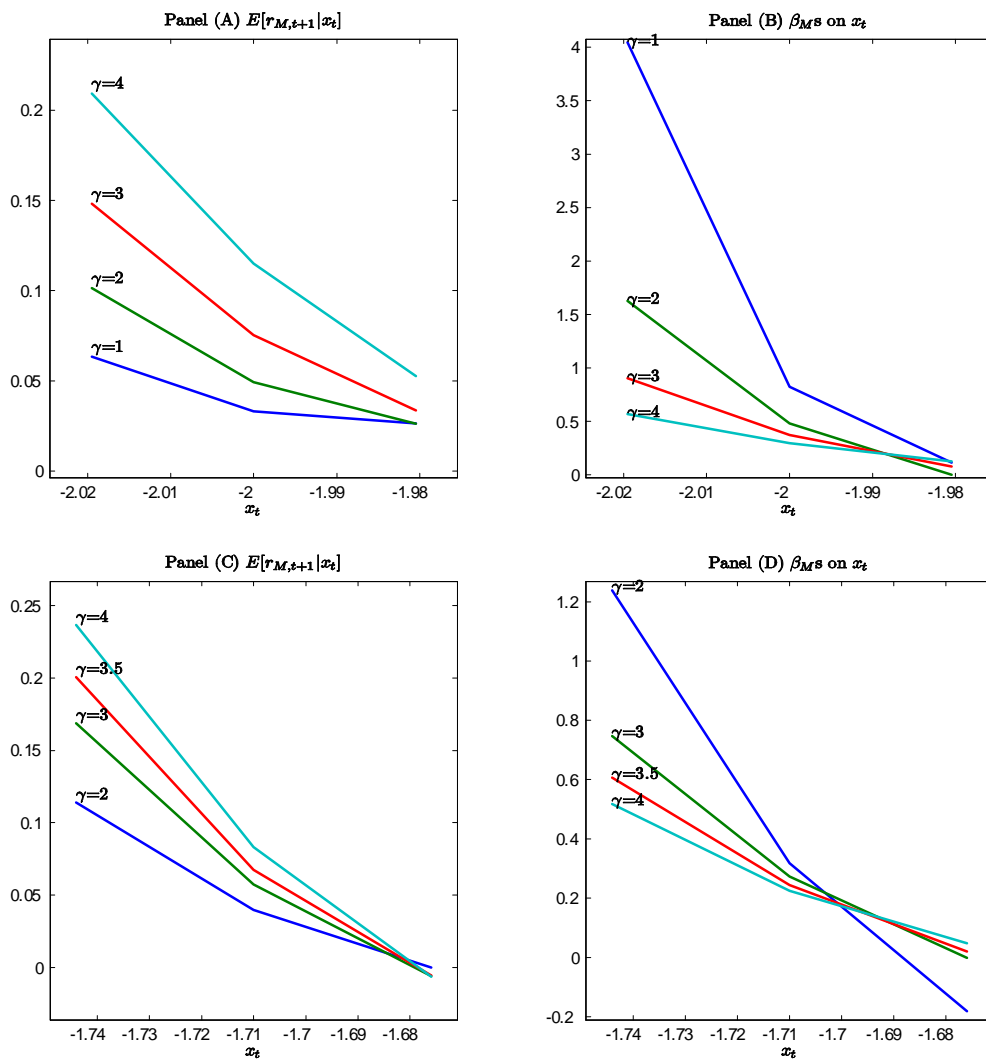 Panel (A) E[r_{M,t+1}|x_t]
0.2
0.15
0.1
0.05
0
γ=4
γ=3
γ=2
γ=1
-2.02 -2.01 -2 -1.99 -1.98
x_t
Panel (B) β_Ms on x_t
4
3.5
3
2.5
2
1.5
1
0.5
0
γ=1
γ=2
γ=3
γ=4
-2.02 -2.01 -2 -1.99 -1.98
x_t
Panel (C) E[r_{M,t+1}|x_t]
0.25
0.2
0.15
0.1
0.05
0
γ=4
γ=3.5
γ=3
γ=2
-1.74 -1.73 -1.72 -1.71 -1.7 -1.69 -1.68
x_t
Panel (D) β_Ms on x_t
1.2
1
0.8
0.6
0.4
0.2
0
-0.2
γ=2
γ=3
γ=3.5
γ=4
-1.74 -1.73 -1.72 -1.71 -1.7 -1.69 -1.68
x_t